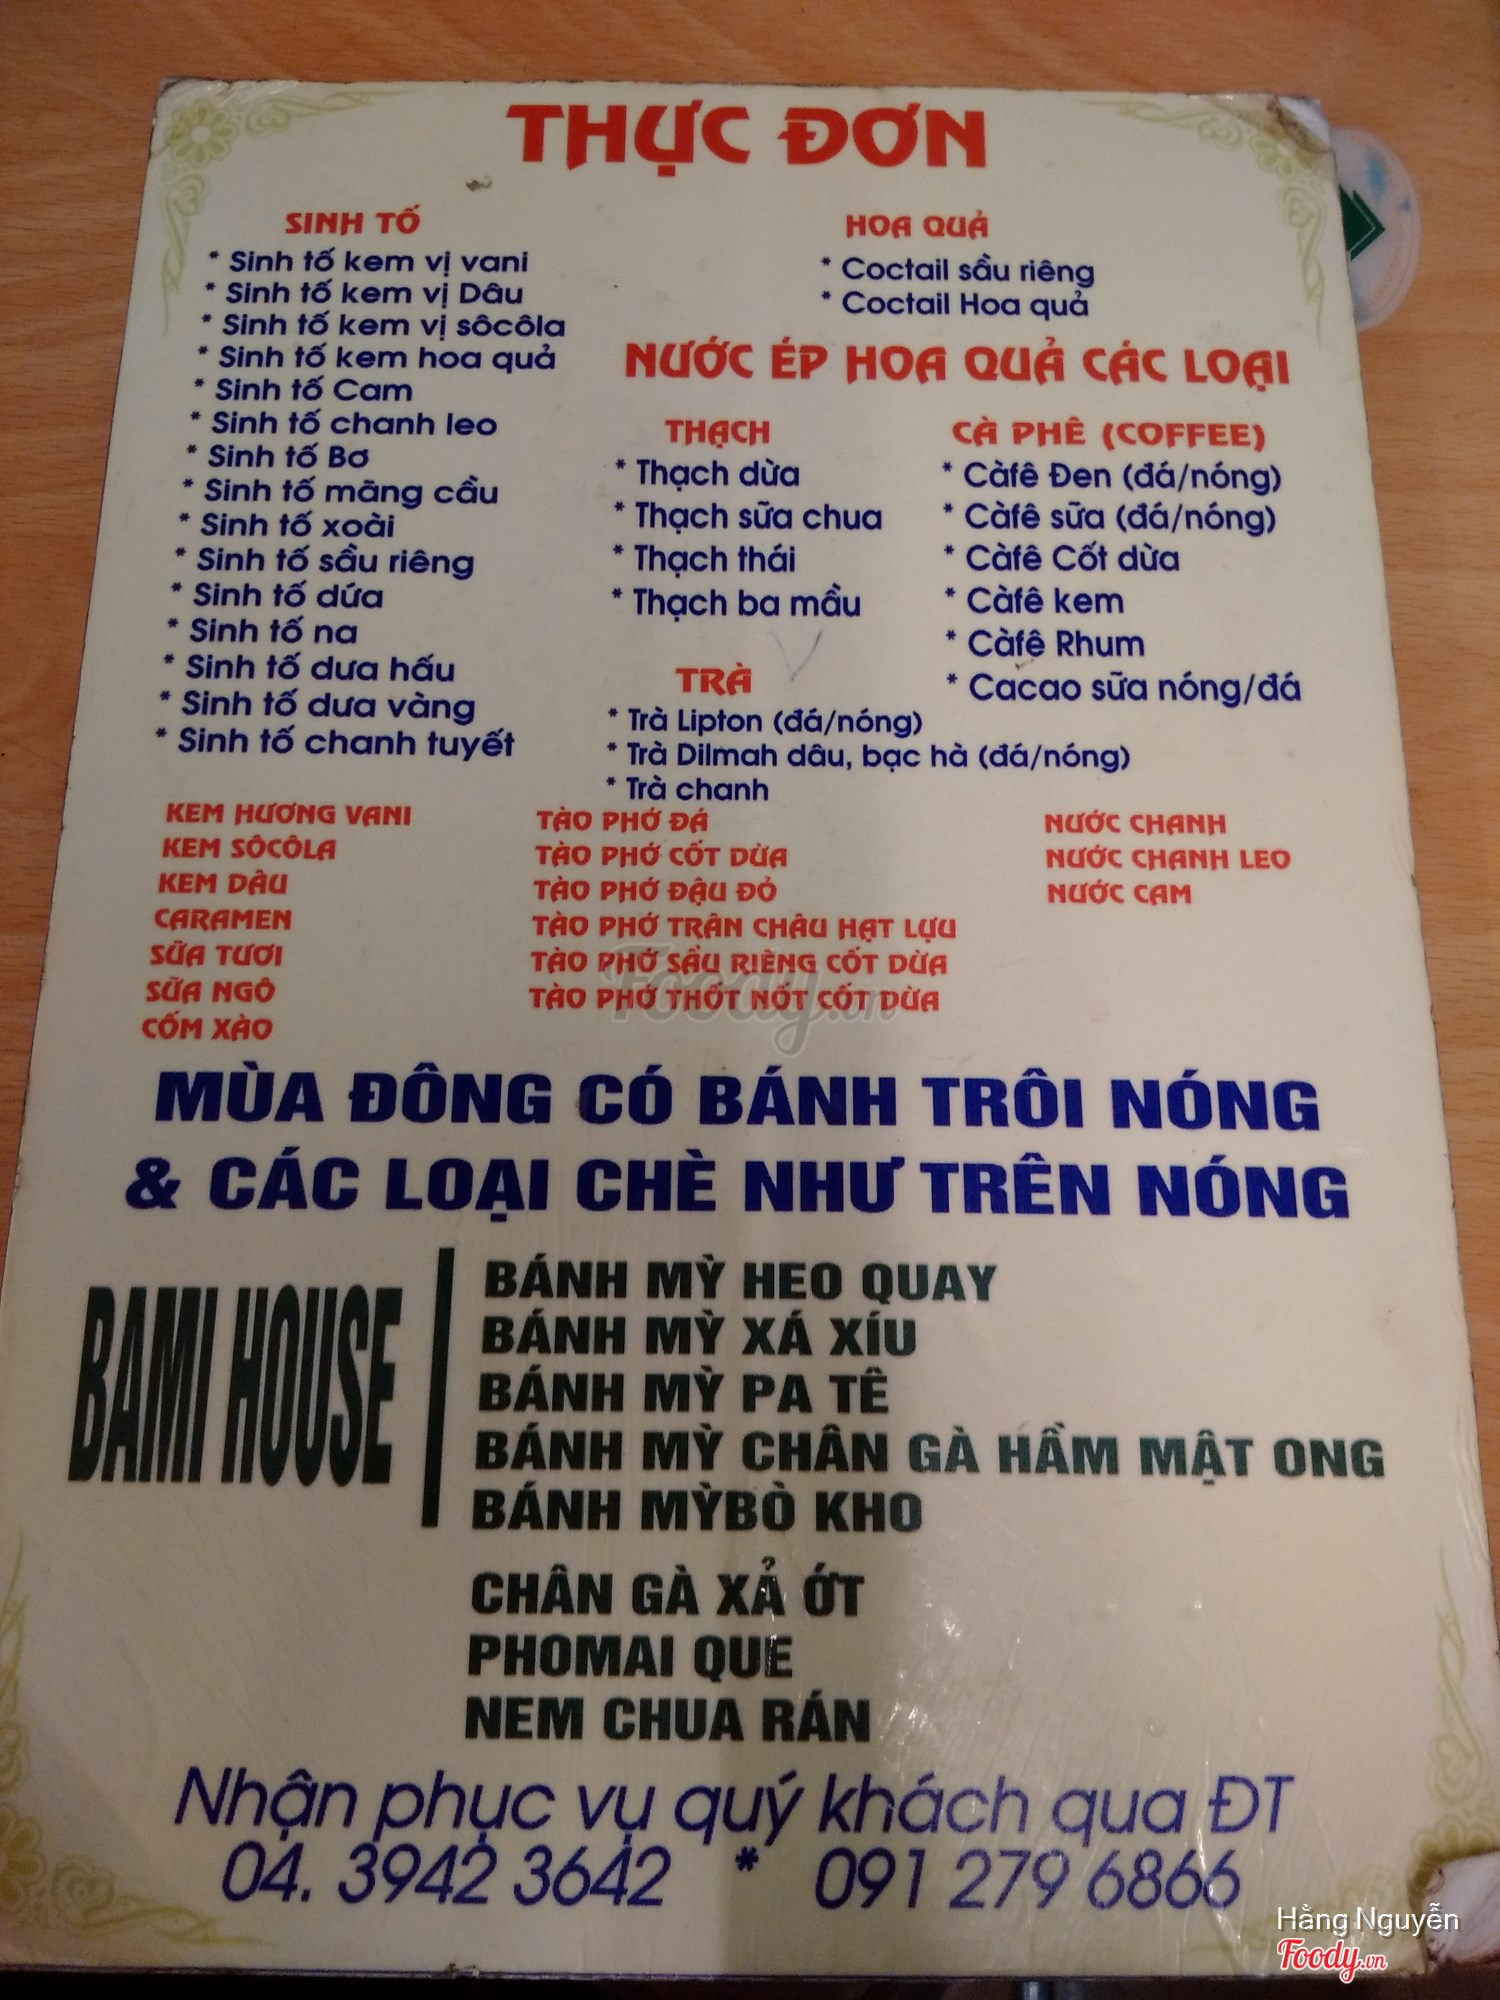 THỰC ĐƠN
SINH TỐ
* Sinh tố kem vị vani
* Sinh tố kem vị Dâu
* Sinh tố kem vị sôcôla
* Sinh tố kem hoa quả
* Sinh tố Cam
* Sinh tố chanh leo
* Sinh tố Bơ
* Sinh tố mãng cầu
* Sinh tố xoài
* Sinh tố sầu riêng
* Sinh tố dứa
* Sinh tố na
* Sinh tố dưa hấu
* Sinh tố dưa vàng
* Sinh tố chanh tuyết
HOA QUẢ
* Coctail sầu riêng
* Coctail Hoa quả
NƯỚC ÉP HOA QUẢ CÁC LOẠI
THẠCH
* Thạch dừa
* Thạch sữa chua
* Thạch thái
* Thạch ba mầu
CÀ PHÊ (COFFEE)
* Càfê Đen (đá/nóng)
* Càfê sữa (đá/nóng)
* Càfê Cốt dừa
* Càfê kem
* Càfê Rhum
* Cacao sữa nóng/đá
TRÀ
* Trà Lipton (đá/nóng)
* Trà Dilmah dâu, bạc hà (đá/nóng)
* Trà chanh
KEM HƯƠNG VANI
KEM SÔCÔLA
KEM DÂU
CARAMEN
SỮA TƯƠI
SỮA NGÔ
CỐM XÀO
TÀO PHỚ ĐÁ
TÀO PHỚ CỐT DỪA
TÀO PHỚ ĐẬU ĐỎ
TÀO PHỚ TRÂN CHÂU HẠT LỰU
TÀO PHỚ SẦU RIÊNG CỐT DỪA
TÀO PHỚ THỐT NỐT CỐT DỪA
NƯỚC CHANH
NƯỚC CHANH LEO
NƯỚC CAM
Foody.vn
MÙA ĐÔNG CÓ BÁNH TRÔI NÓNG
& CÁC LOẠI CHÈ NHƯ TRÊN NÓNG
BAMI HOUSE
BÁNH MỲ HEO QUAY
BÁNH MỲ XÁ XÍU
BÁNH MỲ PA TÊ
BÁNH MỲ CHÂN GÀ HẦM MẬT ONG
BÁNH MỲBÒ KHO
CHÂN GÀ XẢ ỚT
PHOMAI QUE
NEM CHUA RÁN
Nhận phục vụ quý khách qua ĐT
04. 3942 3642 * 091 279 6866
Hằng Nguyễn
Foody.vn